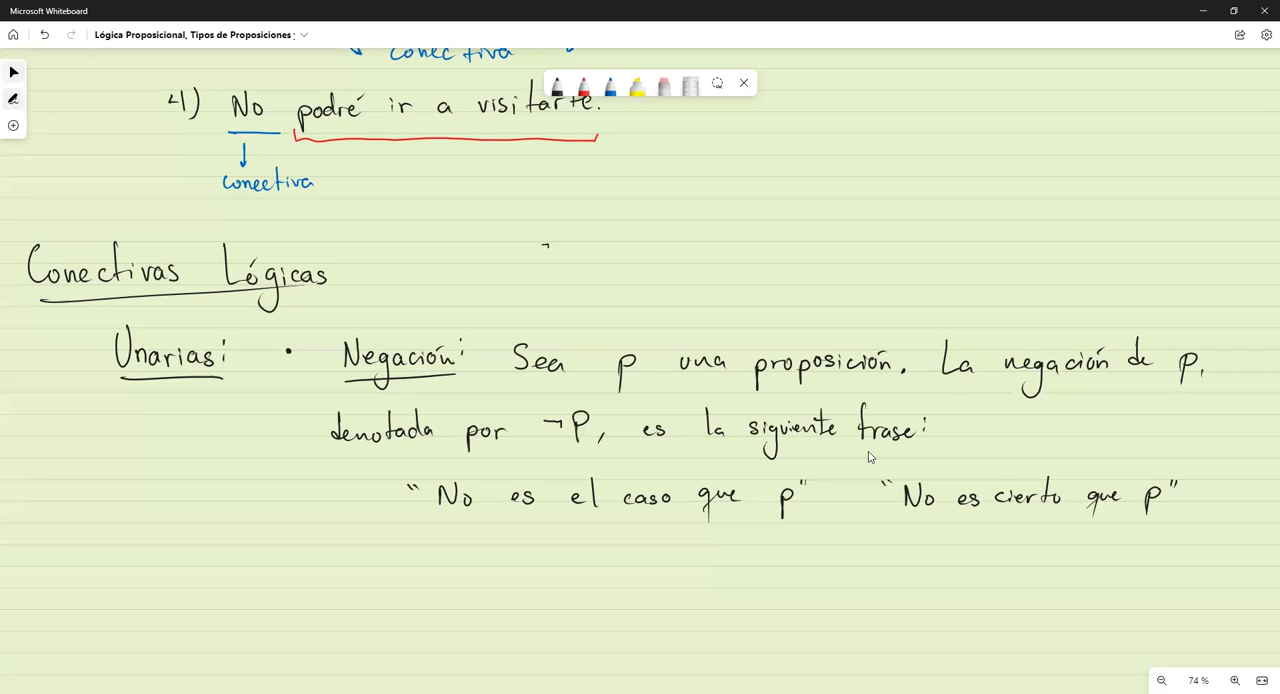 Microsoft Whiteboard
Lógica Proposicional, Tipos de Proposiciones
conectiva
4) No podré ir a visitarte.
conectiva
Conectivas Lógicas
Unarias: • Negación: Sea p una proposición. La negación de p,
denotada por ¬P, es la siguiente frase:
"No es el caso que p" "No es cierto que p"
74 %